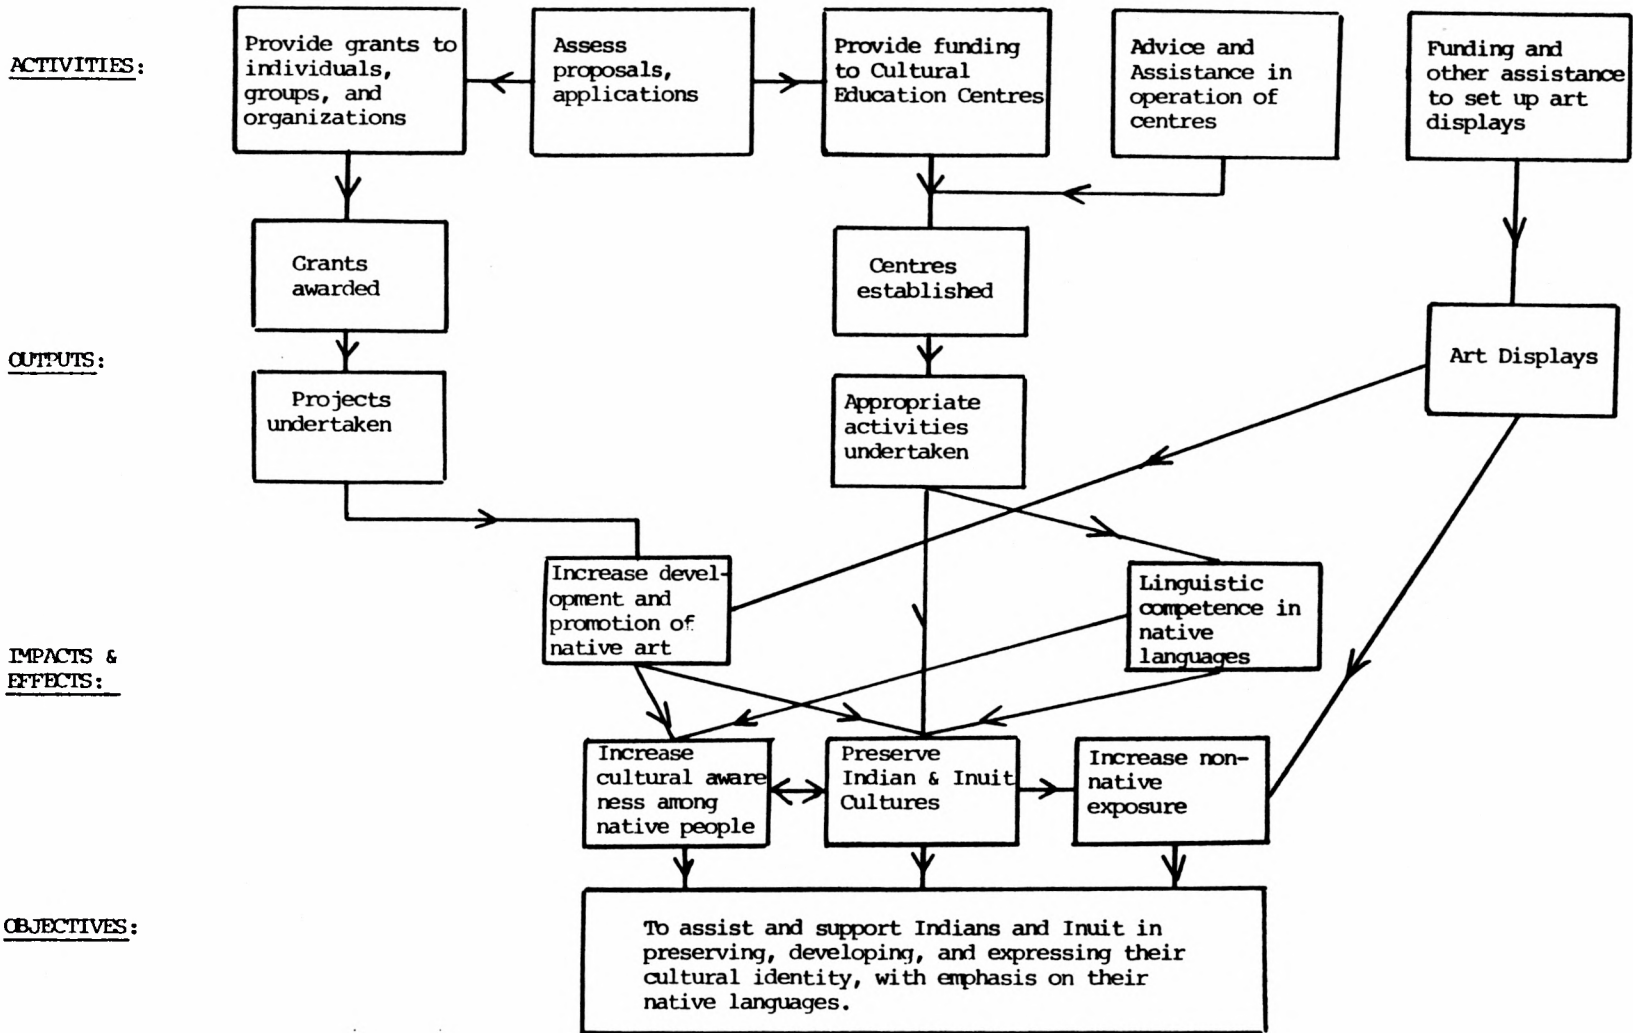 ACTIVITIES:
Provide grants to
individuals,
groups, and
organizations
Assess
proposals,
applications
Provide funding
to Cultural
Education Centres
Advice and
Assistance in
operation of
centres
Funding and
other assistance
to set up art
displays
Grants
awarded
Centres
established
OUTPUTS:
Art Displays
Projects
undertaken
Appropriate
activities
undertaken
IMPACTS &
EFFECTS:
Increase devel-
opment and
promotion of
native art
Linguistic
competence in
native
languages
Increase
cultural aware
ness among
native people
Preserve
Indian & Inuit
Cultures
Increase non-
native
exposure
OBJECTIVES:
To assist and support Indians and Inuit in
preserving, developing, and expressing their
cultural identity, with emphasis on their
native languages.